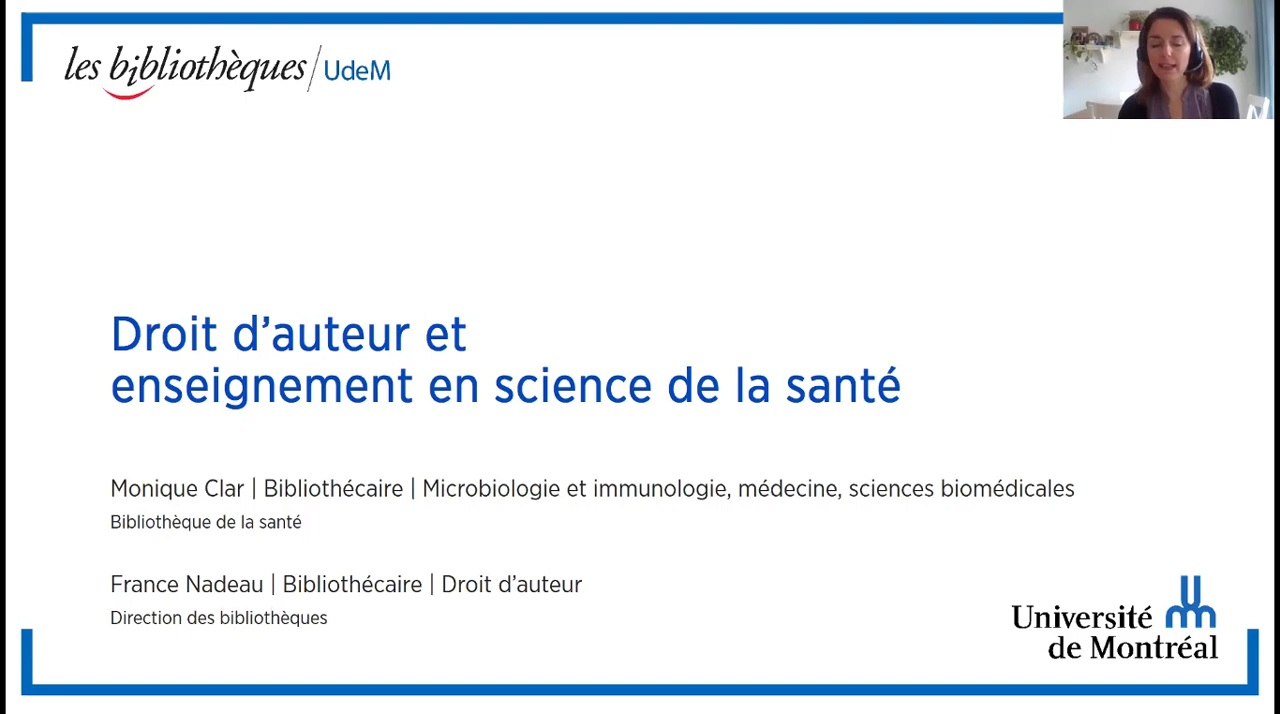 les bibliothèques/UdeM
Droit d'auteur et
enseignement en science de la santé
Monique Clar | Bibliothécaire | Microbiologie et immunologie, médecine, sciences biomédicales
Bibliothèque de la santé
France Nadeau | Bibliothécaire | Droit d'auteur
Direction des bibliothèques
Université
de Montréal